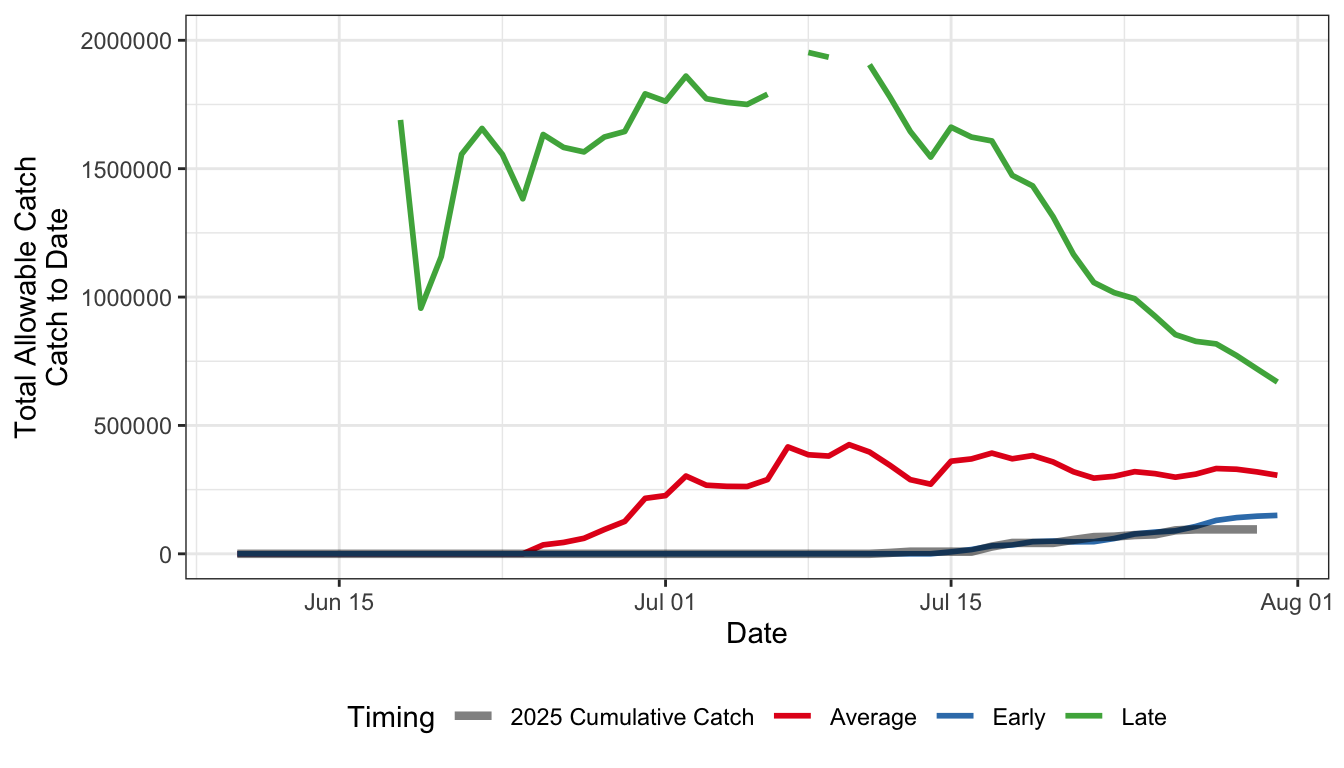 Total Allowable Catch
Catch to Date
2000000
1500000
1000000
500000
0
Jun 15
Jul 01
Jul 15
Aug 01
Date
Timing
2025 Cumulative Catch
Average
Early
Late